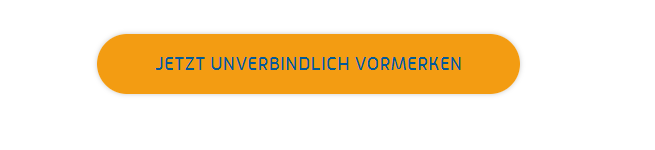 JETZT UNVERBINDLICH VORMERKEN